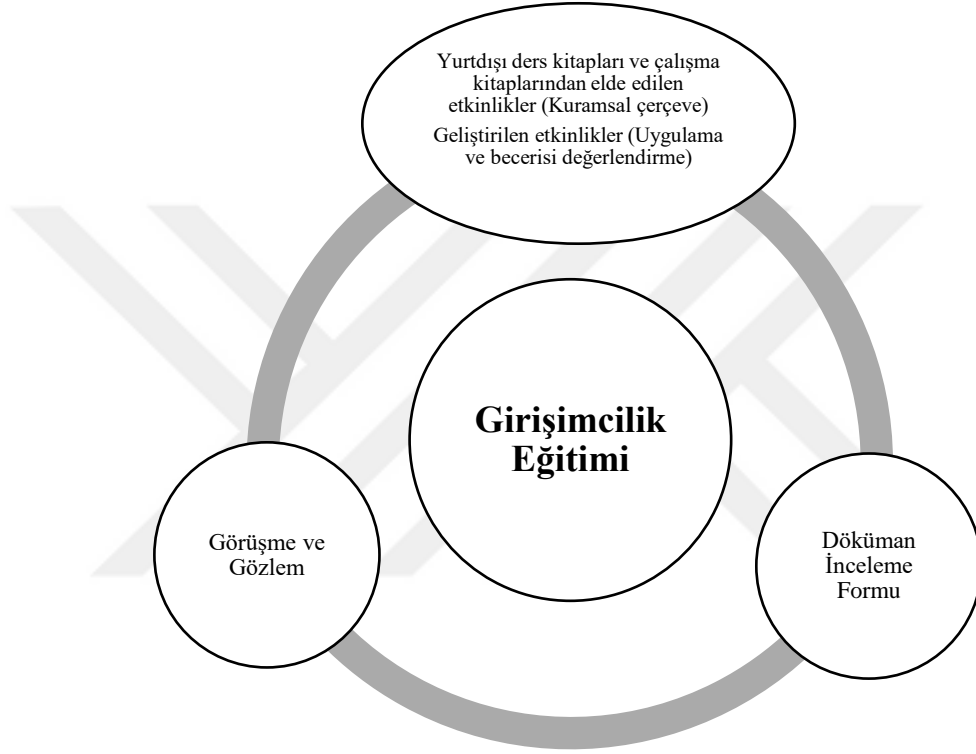 Yurtdışı ders kitapları ve çalışma
kitaplarından elde edilen
etkinlikler (Kuramsal çerçeve)
Geliştirilen etkinlikler (Uygulama
ve becerisi değerlendirme)
Girişimcilik
Eğitimi
Görüşme ve
Gözlem
Döküman
İnceleme
Formu